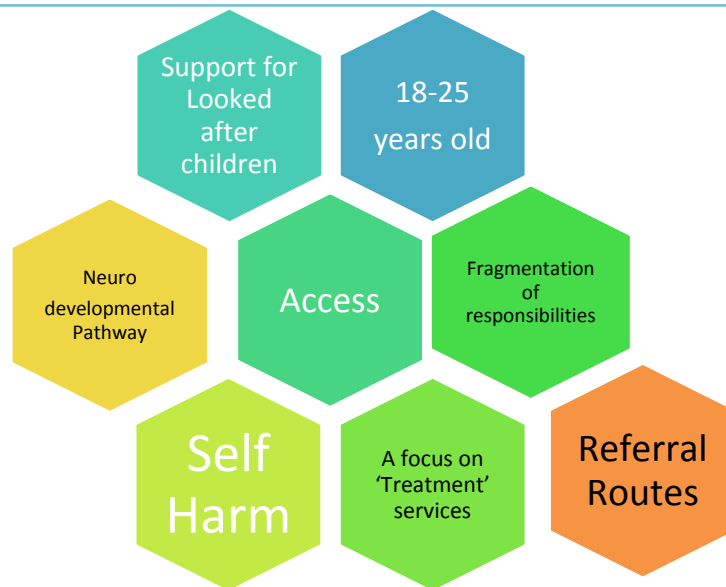 Support for
Looked
after
children
18-25
years old
Neuro
developmental
Pathway
Access
Fragmentation
of
responsibilities
Self
Harm
A focus on
‘Treatment’
services
Referral
Routes